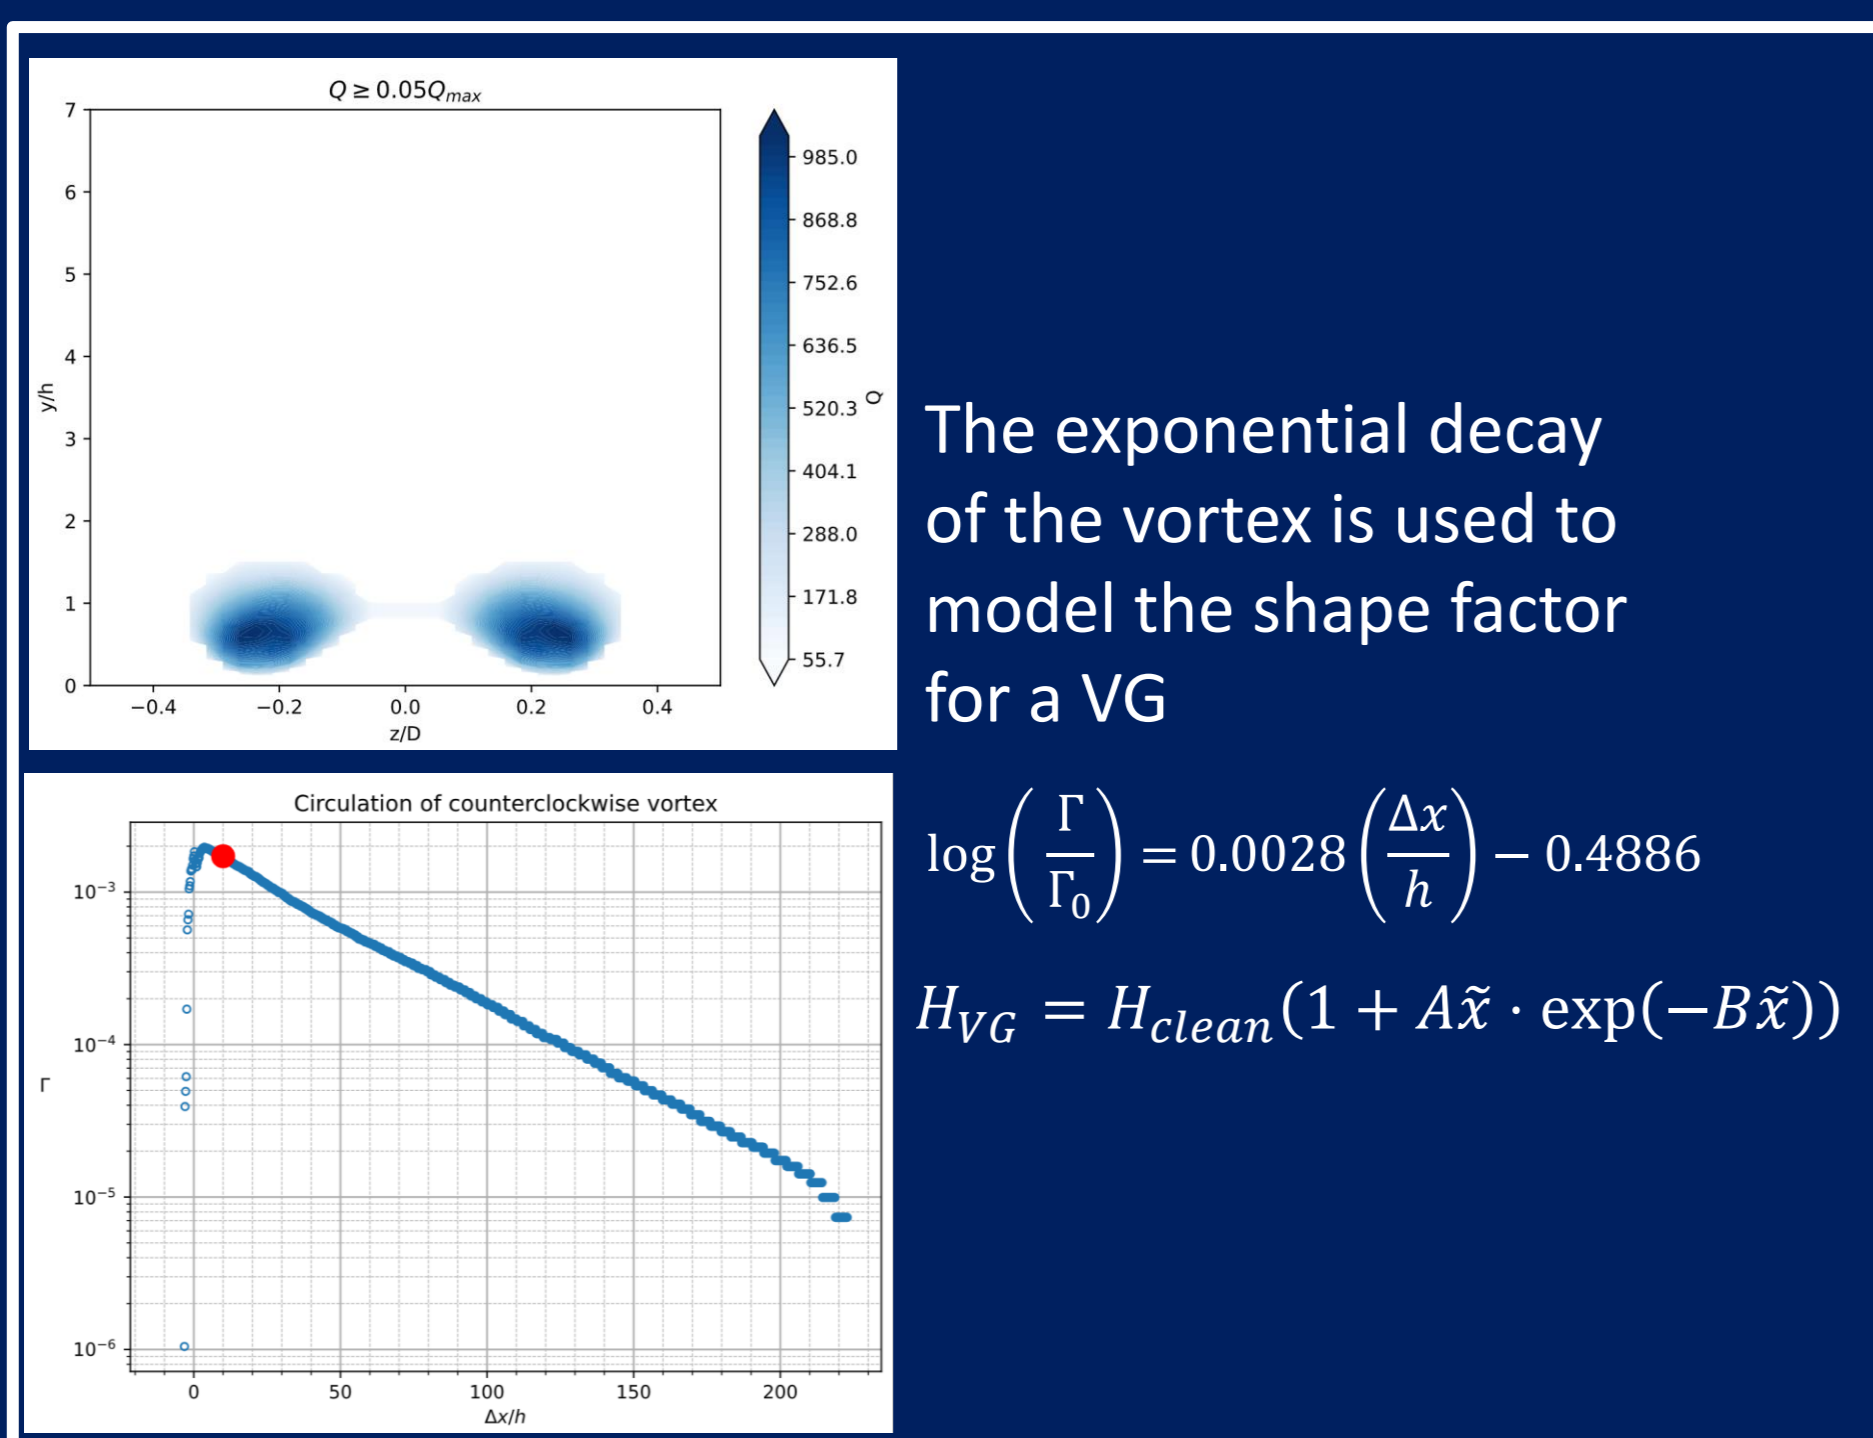 Q ≥ 0.05Q_max
7
6
5
4
3
2
1
0
y/h
−0.4 −0.2 0.0 0.2 0.4
z/D
985.0
868.8
752.6
636.5
520.3
404.1
288.0
171.8
55.7
Q
The exponential decay
of the vortex is used to
model the shape factor
for a VG
log(Γ/Γ₀) = 0.0028(Δx/h) − 0.4886
H_VG = H_clean(1 + Ax̃ · exp(−Bx̃))
Circulation of counterclockwise vortex
10⁻³
10⁻⁴
10⁻⁵
10⁻⁶
Γ
0 50 100 150 200
Δx/h